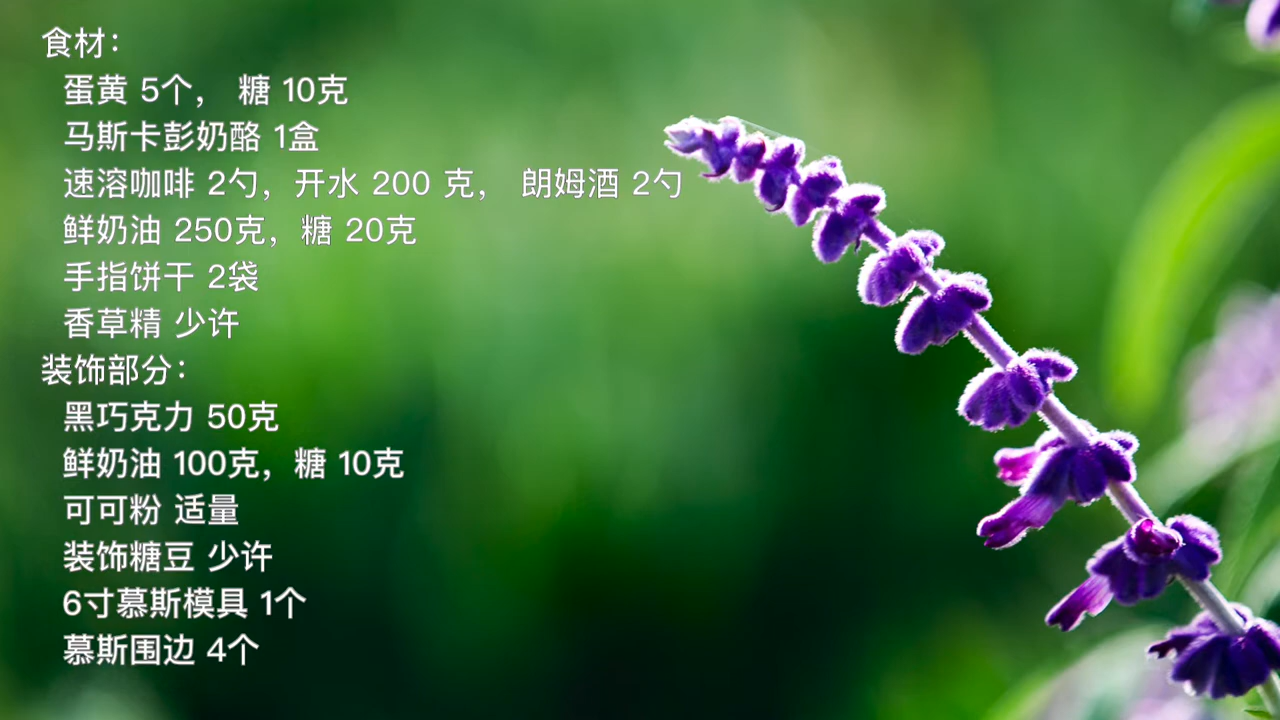 食材：
蛋黄 5个， 糖 10克
马斯卡彭奶酪 1盒
速溶咖啡 2勺，开水 200 克， 朗姆酒 2勺
鲜奶油 250克，糖 20克
手指饼干 2袋
香草精 少许
装饰部分：
黑巧克力 50克
鲜奶油 100克，糖 10克
可可粉 适量
装饰糖豆 少许
6寸慕斯模具 1个
慕斯围边 4个